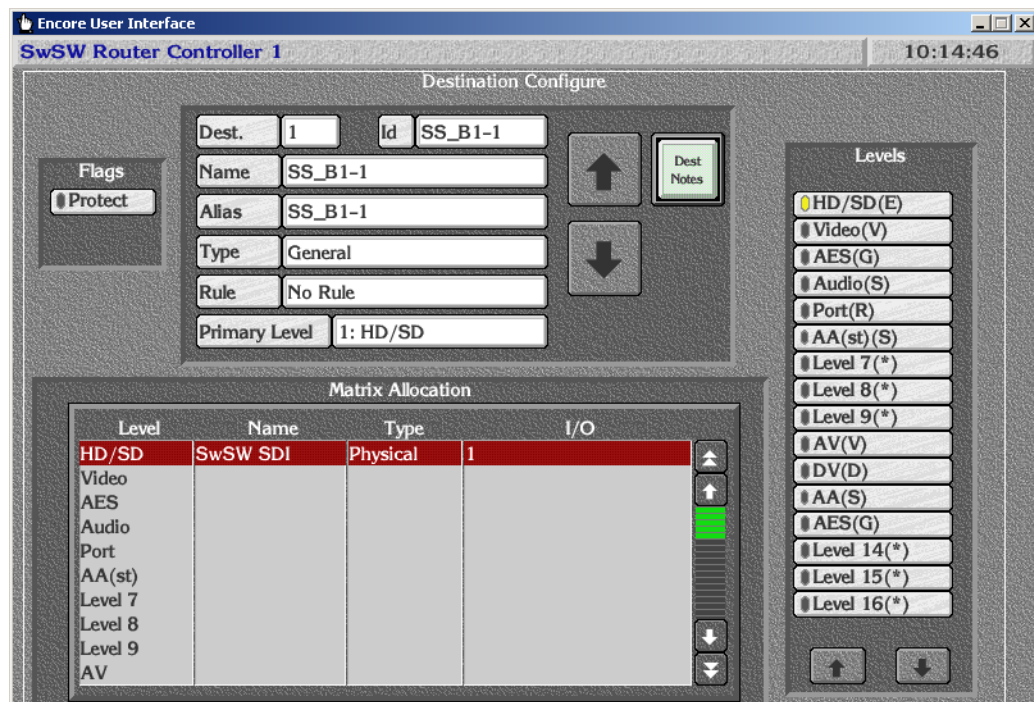 Encore User Interface
SwSW Router Controller 1 10:14:46
Destination Configure
Dest. 1 Id SS_B1-1
Name SS_B1-1
Alias SS_B1-1
Type General
Rule No Rule
Primary Level 1: HD/SD
Dest
Notes
Flags
Protect
Levels
HD/SD(E)
Video(V)
AES(G)
Audio(S)
Port(R)
AA(st)(S)
Level 7(*)
Level 8(*)
Level 9(*)
AV(V)
DV(D)
AA(S)
AES(G)
Level 14(*)
Level 15(*)
Level 16(*)
Matrix Allocation
Level Name Type I/O
HD/SD SwSW SDI Physical 1
Video
AES
Audio
Port
AA(st)
Level 7
Level 8
Level 9
AV